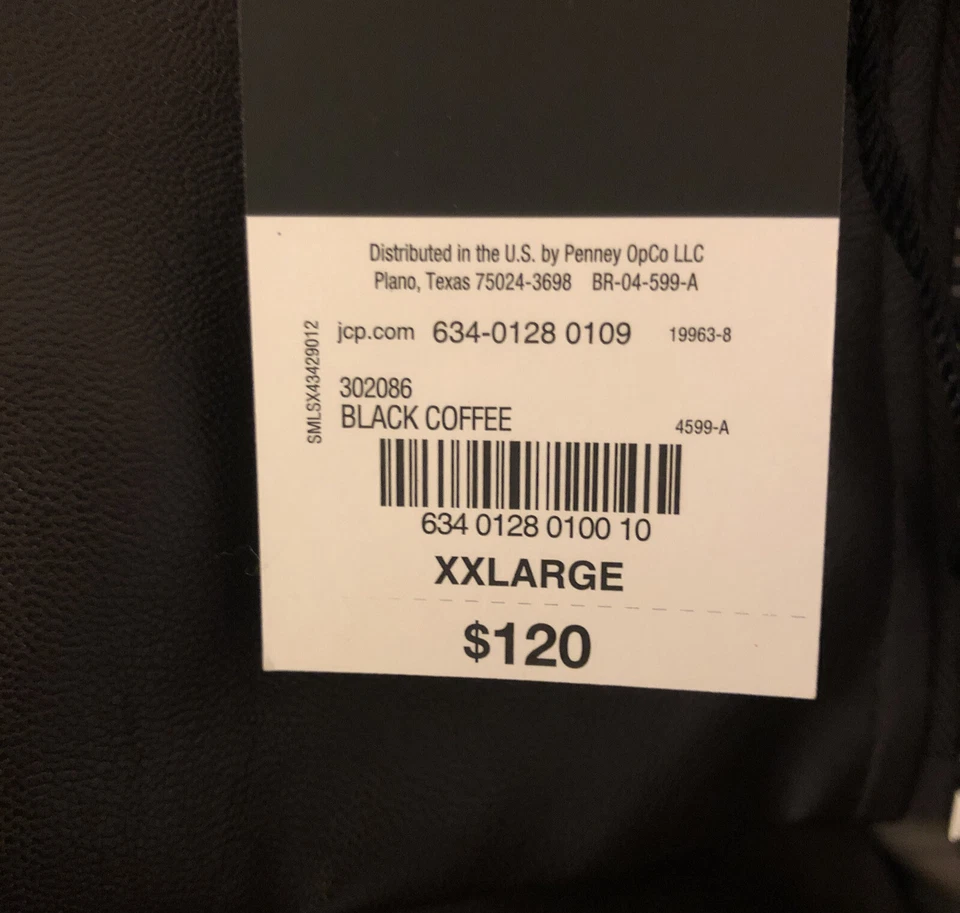 Distributed in the U.S. by Penney OpCo LLC
Plano, Texas 75024-3698 BR-04-599-A
jcp.com 634-0128 0109 19963-8
SMLSX43429012
302086
BLACK COFFEE 4599-A
634 0128 0100 10
XXLARGE
$120